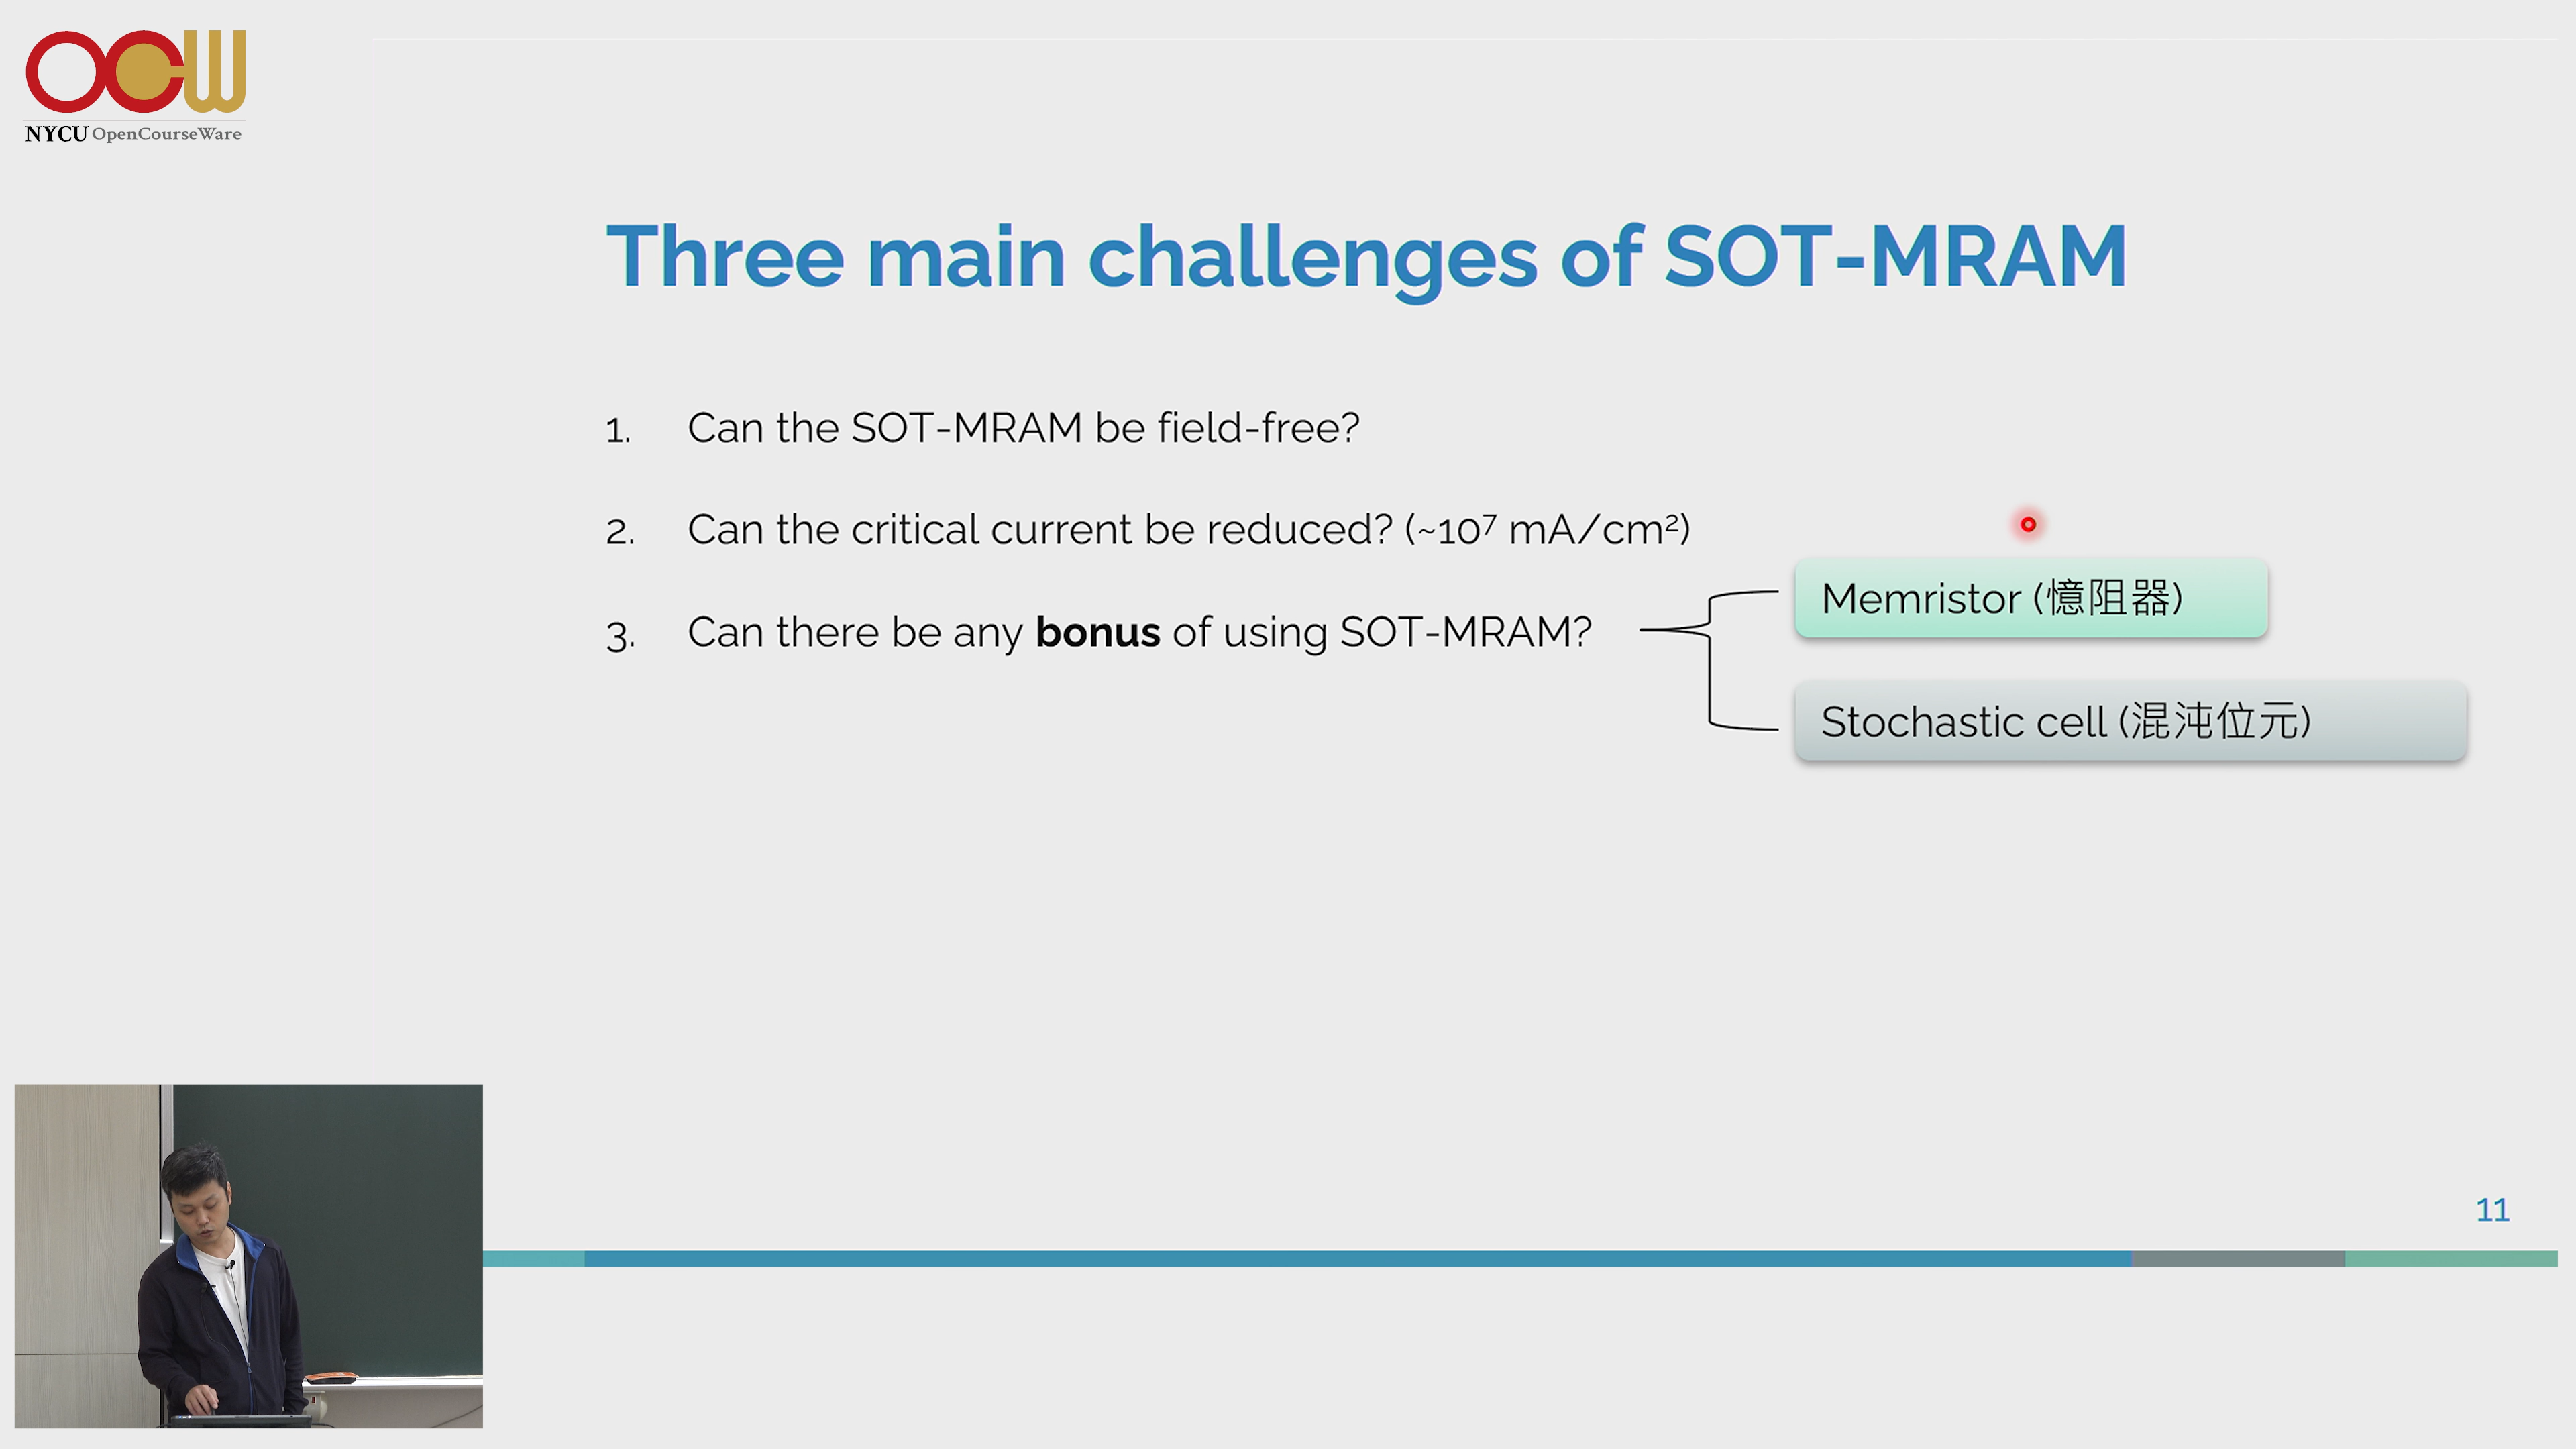 OCW
NYCU OpenCourseWare
Three main challenges of SOT-MRAM
1. Can the SOT-MRAM be field-free?
2. Can the critical current be reduced? (~10⁷ mA/cm²)
3. Can there be any bonus of using SOT-MRAM?
Memristor (憶阻器)
Stochastic cell (混沌位元)
11